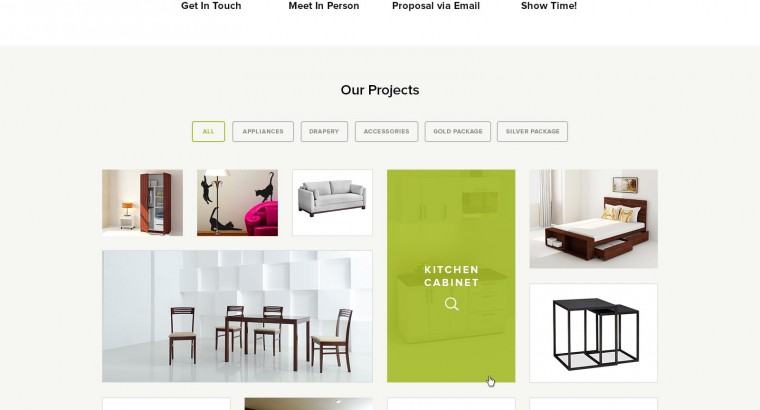 Get In Touch
Meet In Person
Proposal via Email
Show Time!
Our Projects
ALL
APPLIANCES
DRAPERY
ACCESSORIES
GOLD PACKAGE
SILVER PACKAGE
KITCHEN
CABINET